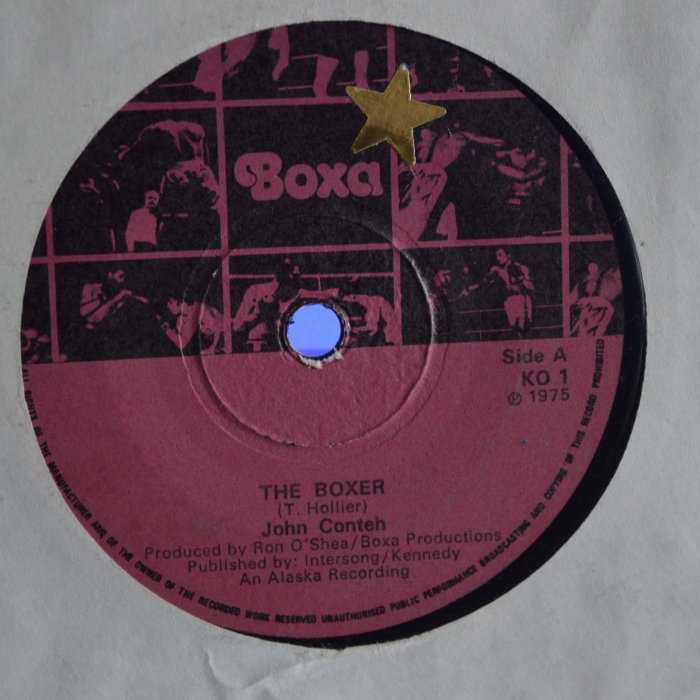 Boxa
Side A
KO 1
℗ 1975
THE BOXER
(T. Hollier)
John Conteh
Produced by Ron O'Shea/Boxa Productions
Published by: Intersong/Kennedy
An Alaska Recording
ALL RIGHTS OF THE MANUFACTURER AND OF THE OWNER OF THE RECORDED WORK RESERVED UNAUTHORISED PUBLIC PERFORMANCE BROADCASTING AND COPYING OF THIS RECORD PROHIBITED